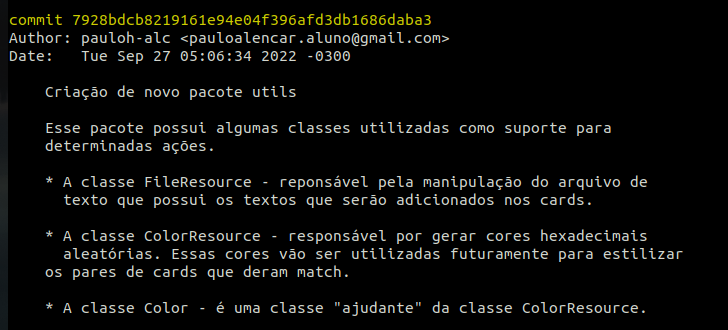 commit 7928bdcb8219161e94e04f396afd3db1686daba3
Author: pauloh-alc <pauloalencar.aluno@gmail.com>
Date:   Tue Sep 27 05:06:34 2022 -0300
Criação de novo pacote utils
Esse pacote possui algumas classes utilizadas como suporte para
determinadas ações.
* A classe FileResource - reponsável pela manipulação do arquivo de
texto que possui os textos que serão adicionados nos cards.
* A classe ColorResource - responsável por gerar cores hexadecimais
aleatórias. Essas cores vão ser utilizadas futuramente para estilizar
os pares de cards que deram match.
* A classe Color - é uma classe "ajudante" da classe ColorResource.